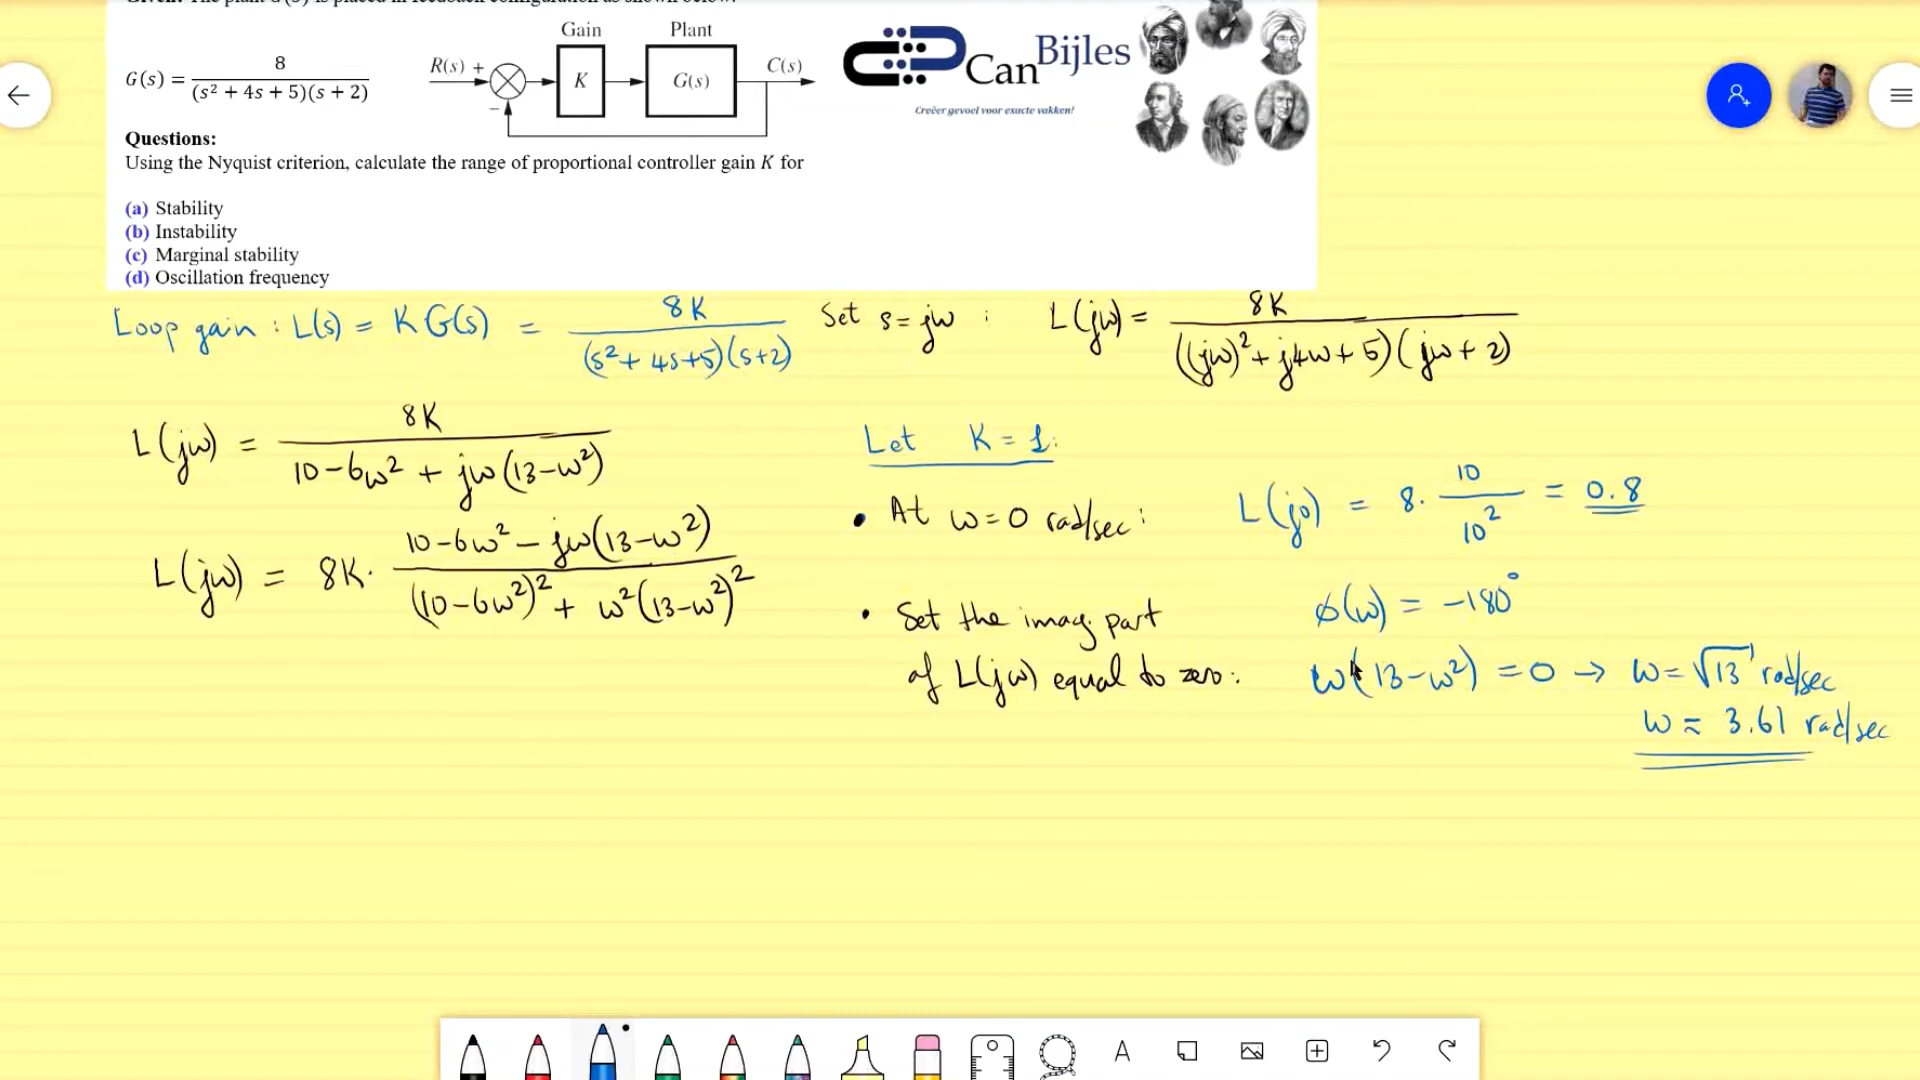 G(s) = 8 / ((s² + 4s + 5)(s + 2))
Gain
Plant
R(s) +
K
G(s)
C(s)
−
CanBijles
Creëer gevoel voor exacte vakken!
Questions:
Using the Nyquist criterion, calculate the range of proportional controller gain K for
(a) Stability
(b) Instability
(c) Marginal stability
(d) Oscillation frequency
Loop gain : L(s) = K G(s) = 8K / ((s² + 4s+5)(s+2))
Set s = jω : L(jω) = 8K / (((jω)² + j4ω + 5)(jω + 2))
L(jω) = 8K / (10−6ω² + jω(13−ω²))
L(jω) = 8K · (10−6ω² − jω(13−ω²)) / ((10−6ω²)² + ω²(13−ω²)²)
Let K = 1:
• At ω = 0 rad/sec : L(j0) = 8 · 10 / 10² = 0.8
• Set the imag. part
of L(jω) equal to zero :
ϕ(ω) = −180°
ω(13−ω²) = 0 → ω = √13 rad/sec
ω ≈ 3.61 rad/sec
A